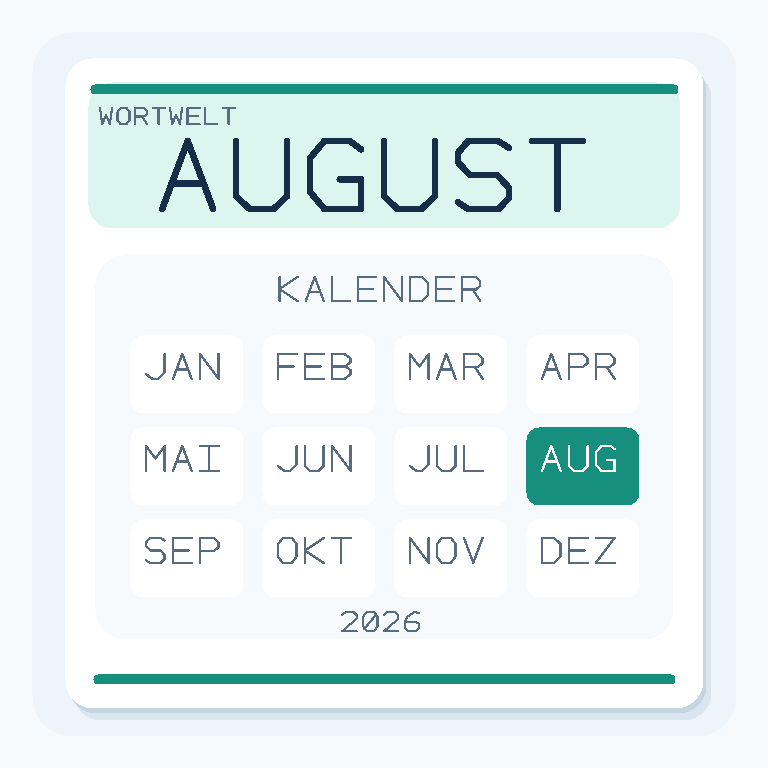 WORTWELT
AUGUST
KALENDER
JAN FEB MAR APR
MAI JUN JUL AUG
SEP OKT NOV DEZ
2026